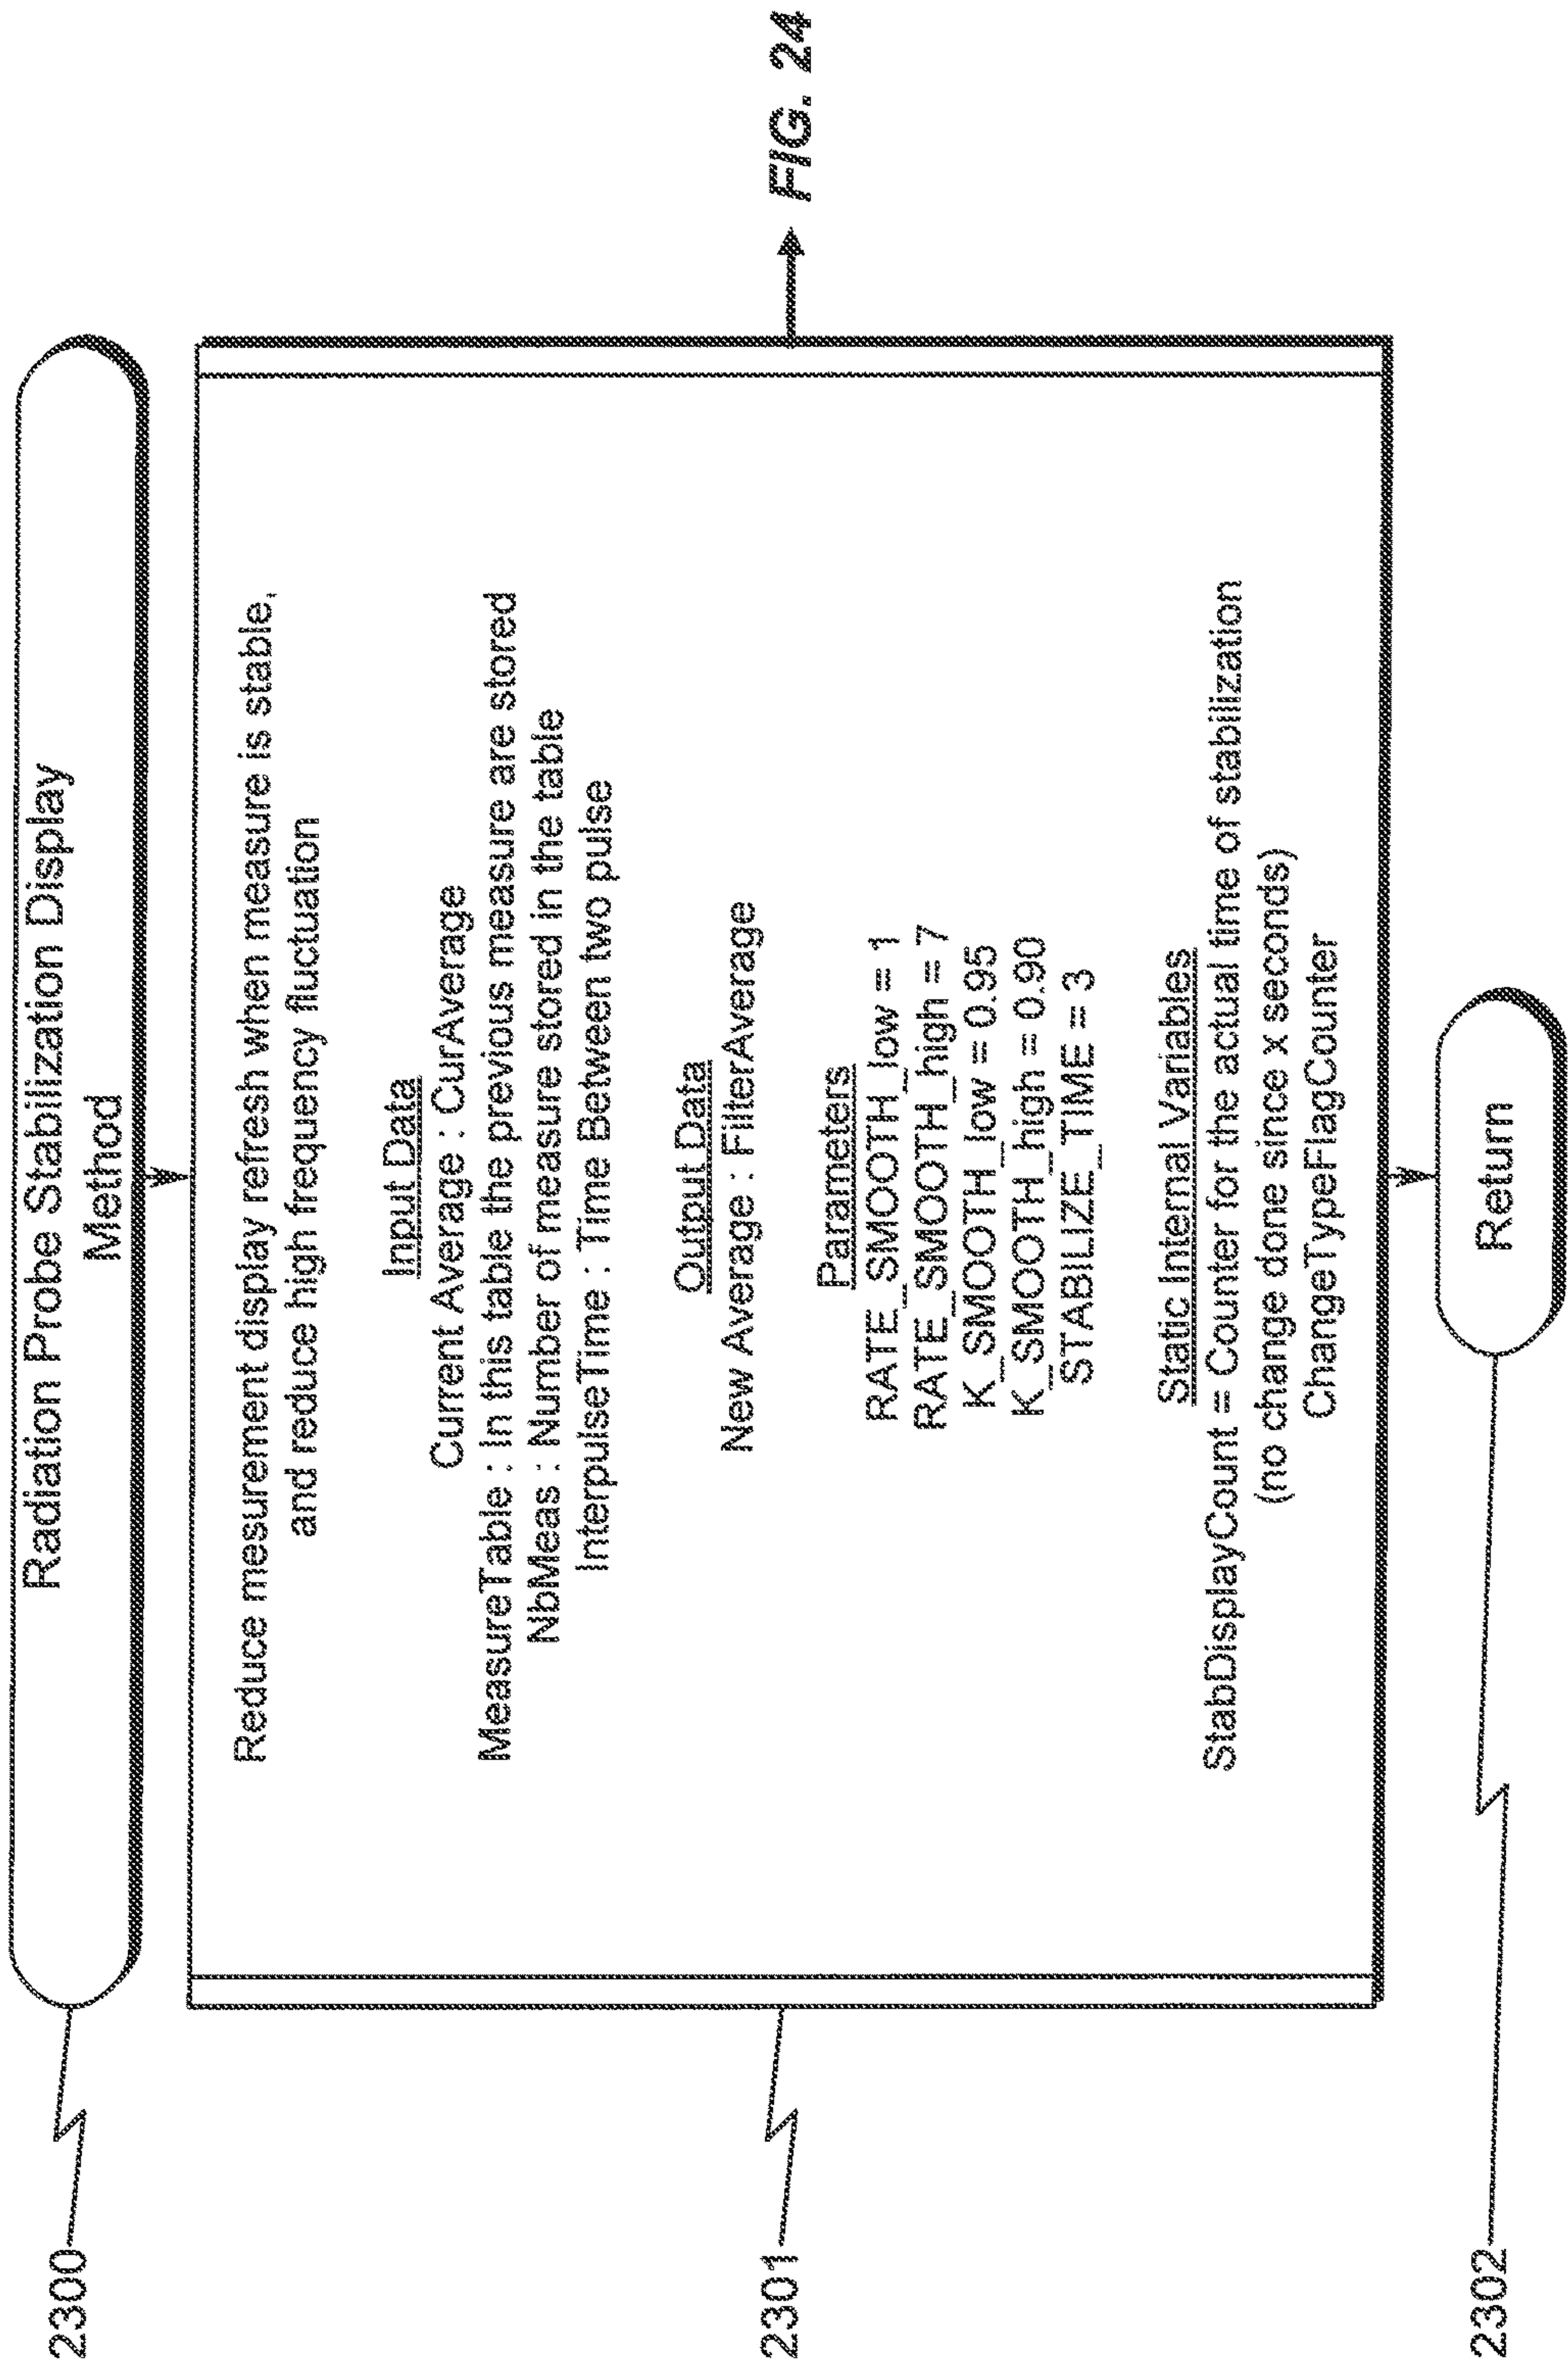 2300
Radiation Probe Stabilization Display
Method
2301
Reduce mesurement display refresh when measure is stable,
and reduce high frequency fluctuation
Input Data
Current Average : CurAverage
MeasureTable : In this table the previous measure are stored
NbMeas : Number of measure stored in the table
InterpulseTime : Time Between two pulse
Output Data
New Average : FilterAverage
Parameters
RATE_SMOOTH_low = 1
RATE_SMOOTH_high = 7
K_SMOOTH_low = 0.95
K_SMOOTH_high = 0.90
STABILIZE_TIME = 3
Static Internal Variables
StabDisplayCount = Counter for the actual time of stabilization
(no change done since x seconds)
ChangeTypeFlagCounter
FIG. 24
2302
Return